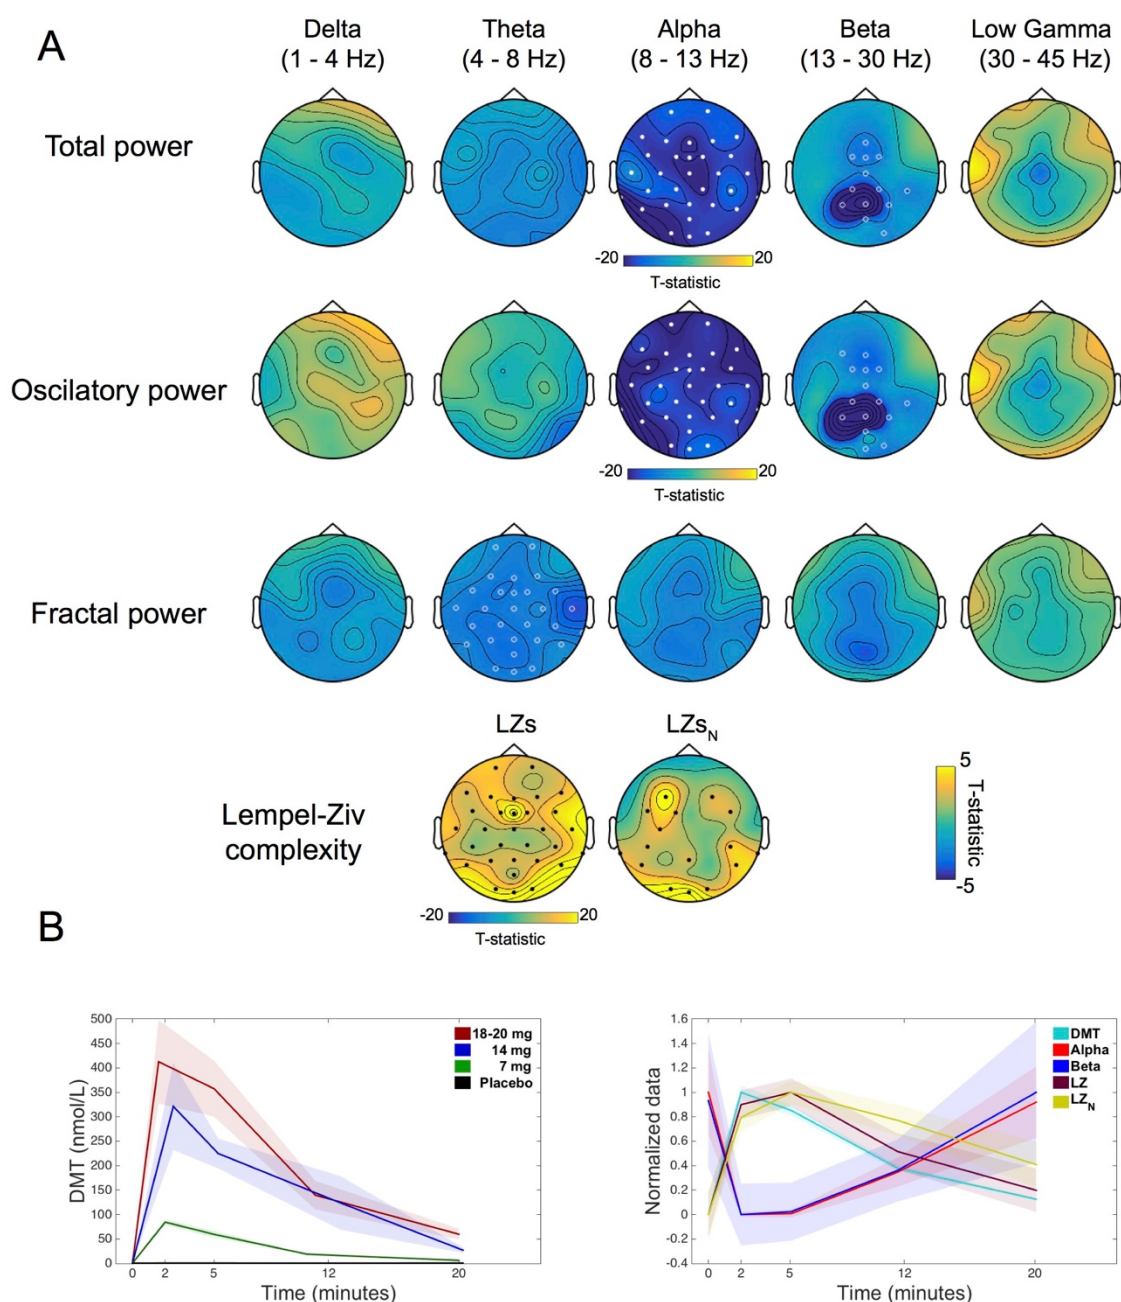 A
Delta Theta Alpha Beta Low Gamma
(1 - 4 Hz) (4 - 8 Hz) (8 - 13 Hz) (13 - 30 Hz) (30 - 45 Hz)
Total power
-20 20
T-statistic
Oscilatory power
-20 20
T-statistic
Fractal power
LZs LZsN
Lempel-Ziv
complexity
5
T-statistic
-5
-20 20
T-statistic
B
500
450
400
350
300
250
200
150
100
50
0
DMT (nmol/L)
18-20 mg
14 mg
7 mg
Placebo
0 2 5 12 20
Time (minutes)
1.6
1.4
1.2
1
0.8
0.6
0.4
0.2
0
-0.2
-0.4
Normalized data
DMT
Alpha
Beta
LZ
LZN
0 2 5 12 20
Time (minutes)